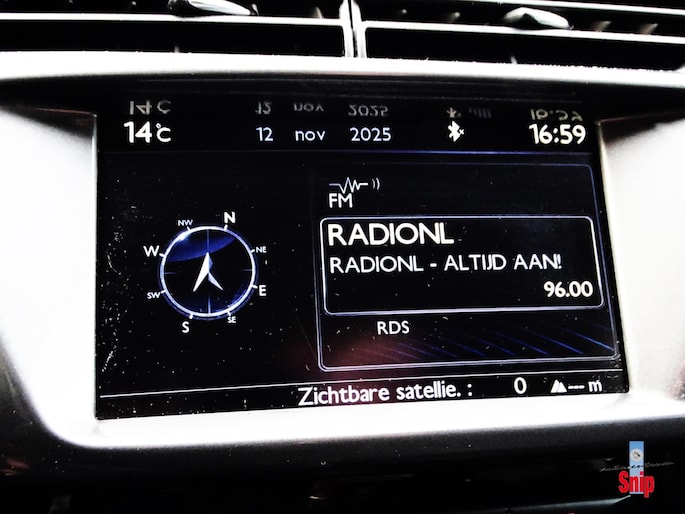 14°C 12 nov 2025 16:59
FM
RADIONL
RADIONL - ALTIJD AAN!
96.00
RDS
NW N
W NE
SW E
S SE
Zichtbare satellie. : 0 --- m
Snip